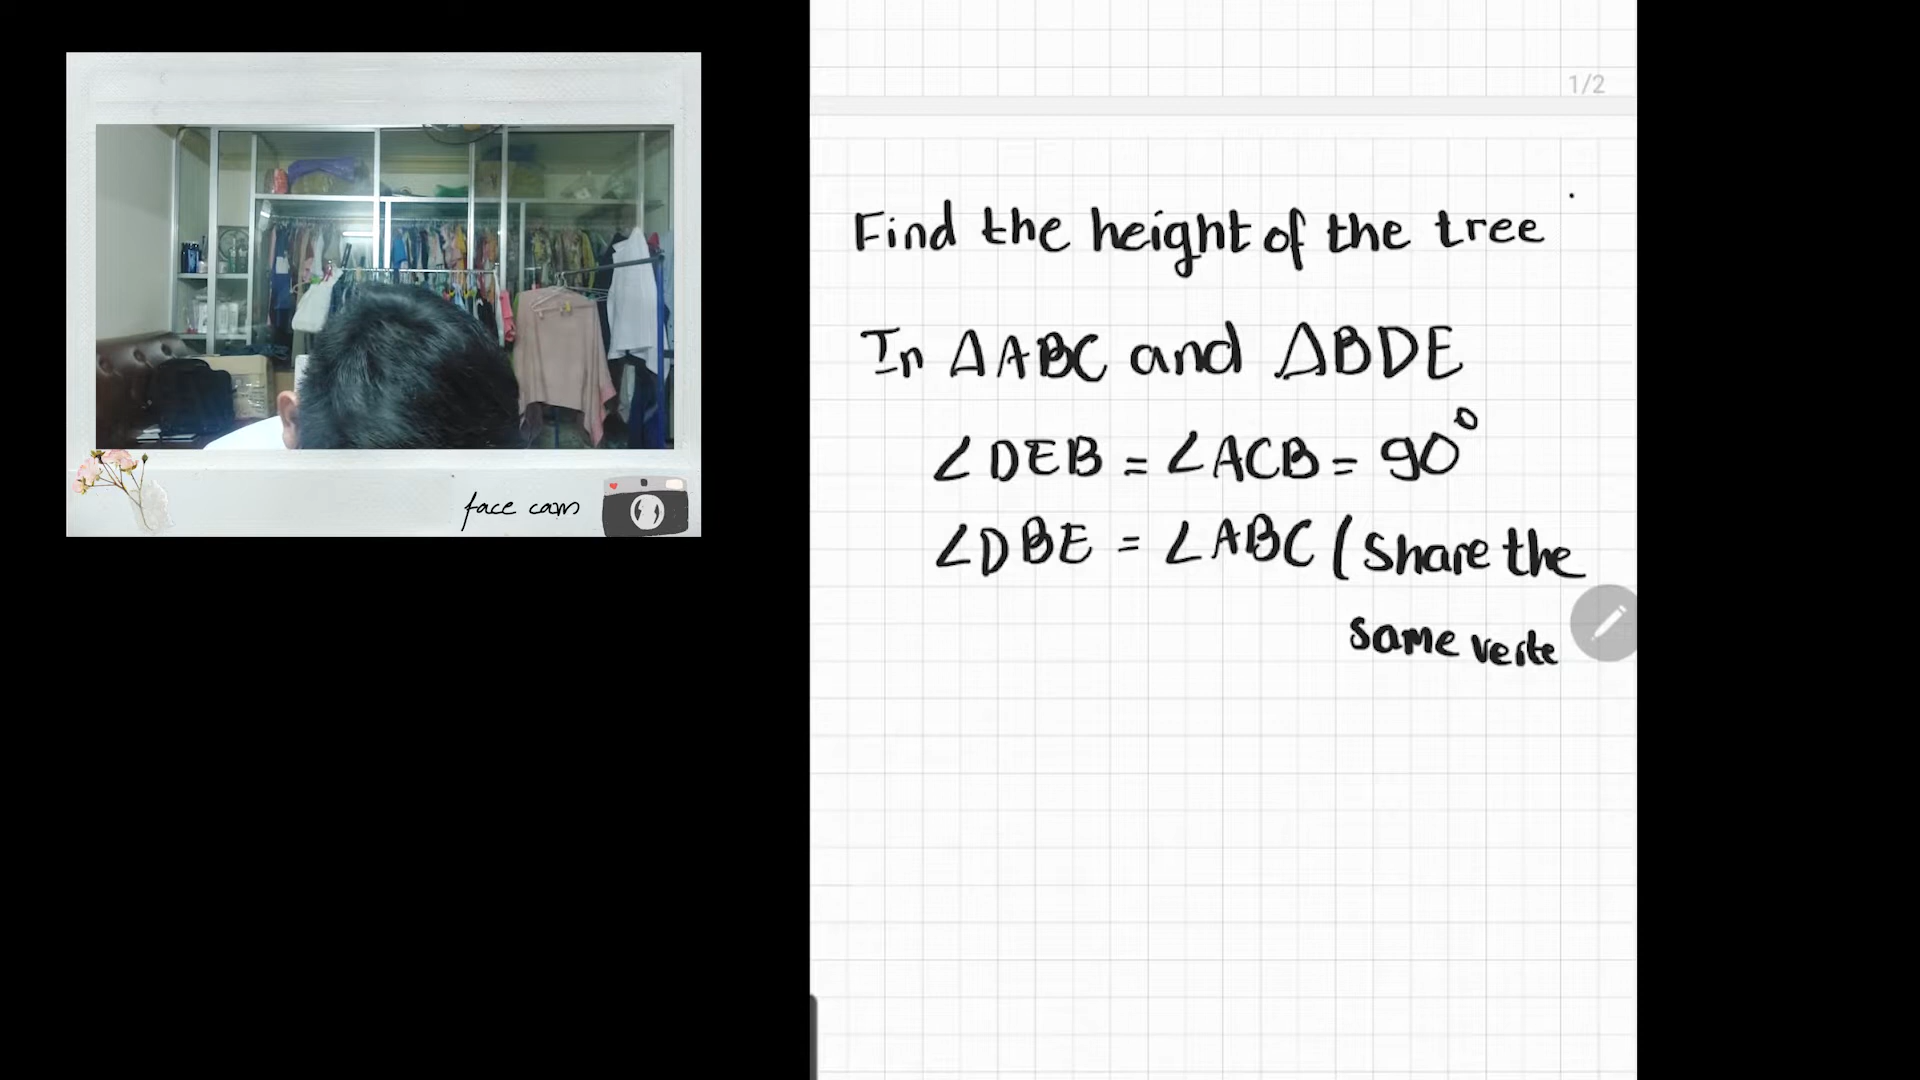 face cam
1/2
Find the height of the tree
In ΔABC and ΔBDE
∠DEB = ∠ACB = 90°
∠DBE = ∠ABC (Share the
same verte